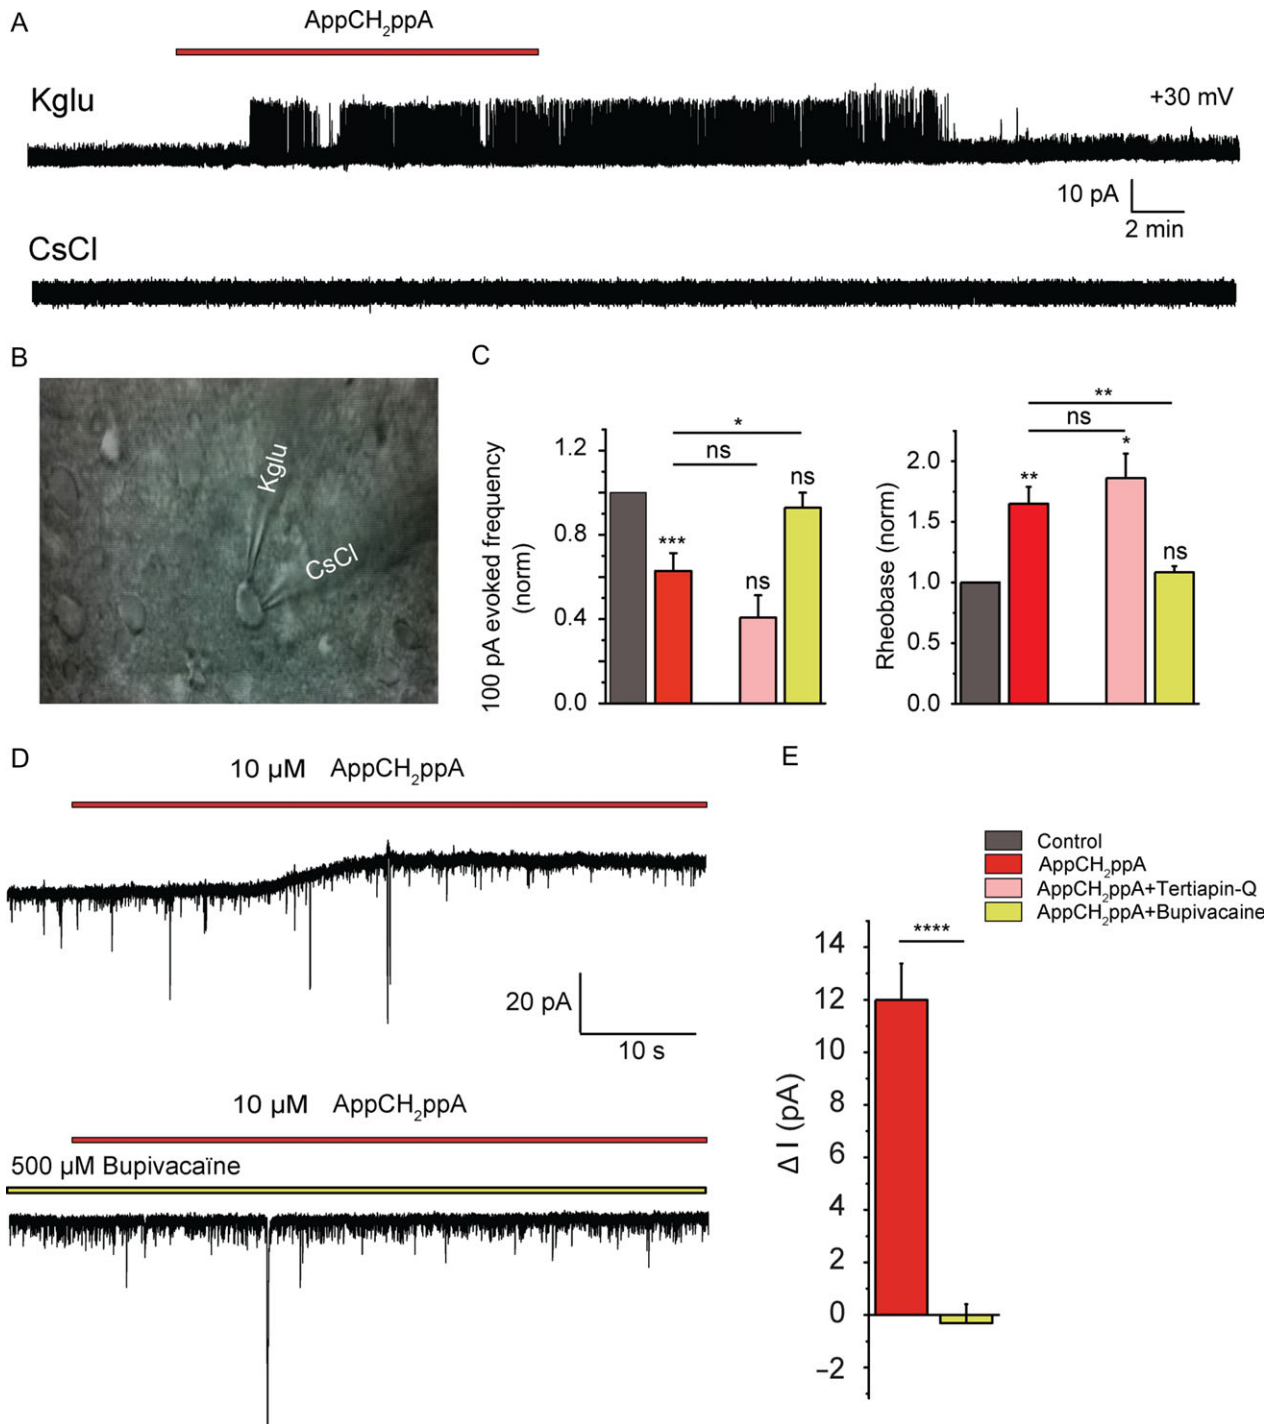 A
AppCH₂ppA
Kglu
+30 mV
10 pA
2 min
CsCl
B
Kglu
CsCl
C
100 pA evoked frequency
(norm)
1.2
0.8
0.4
0.0
***
ns
ns
ns
*
Rheobase (norm)
2.0
1.5
1.0
0.5
0.0
**
*
ns
ns
**
D
10 µM AppCH₂ppA
20 pA
10 s
10 µM AppCH₂ppA
500 µM Bupivacaïne
E
Control
AppCH₂ppA
AppCH₂ppA+Tertiapin-Q
AppCH₂ppA+Bupivacaine
Δ I (pA)
14
12
10
8
6
4
2
0
−2
****